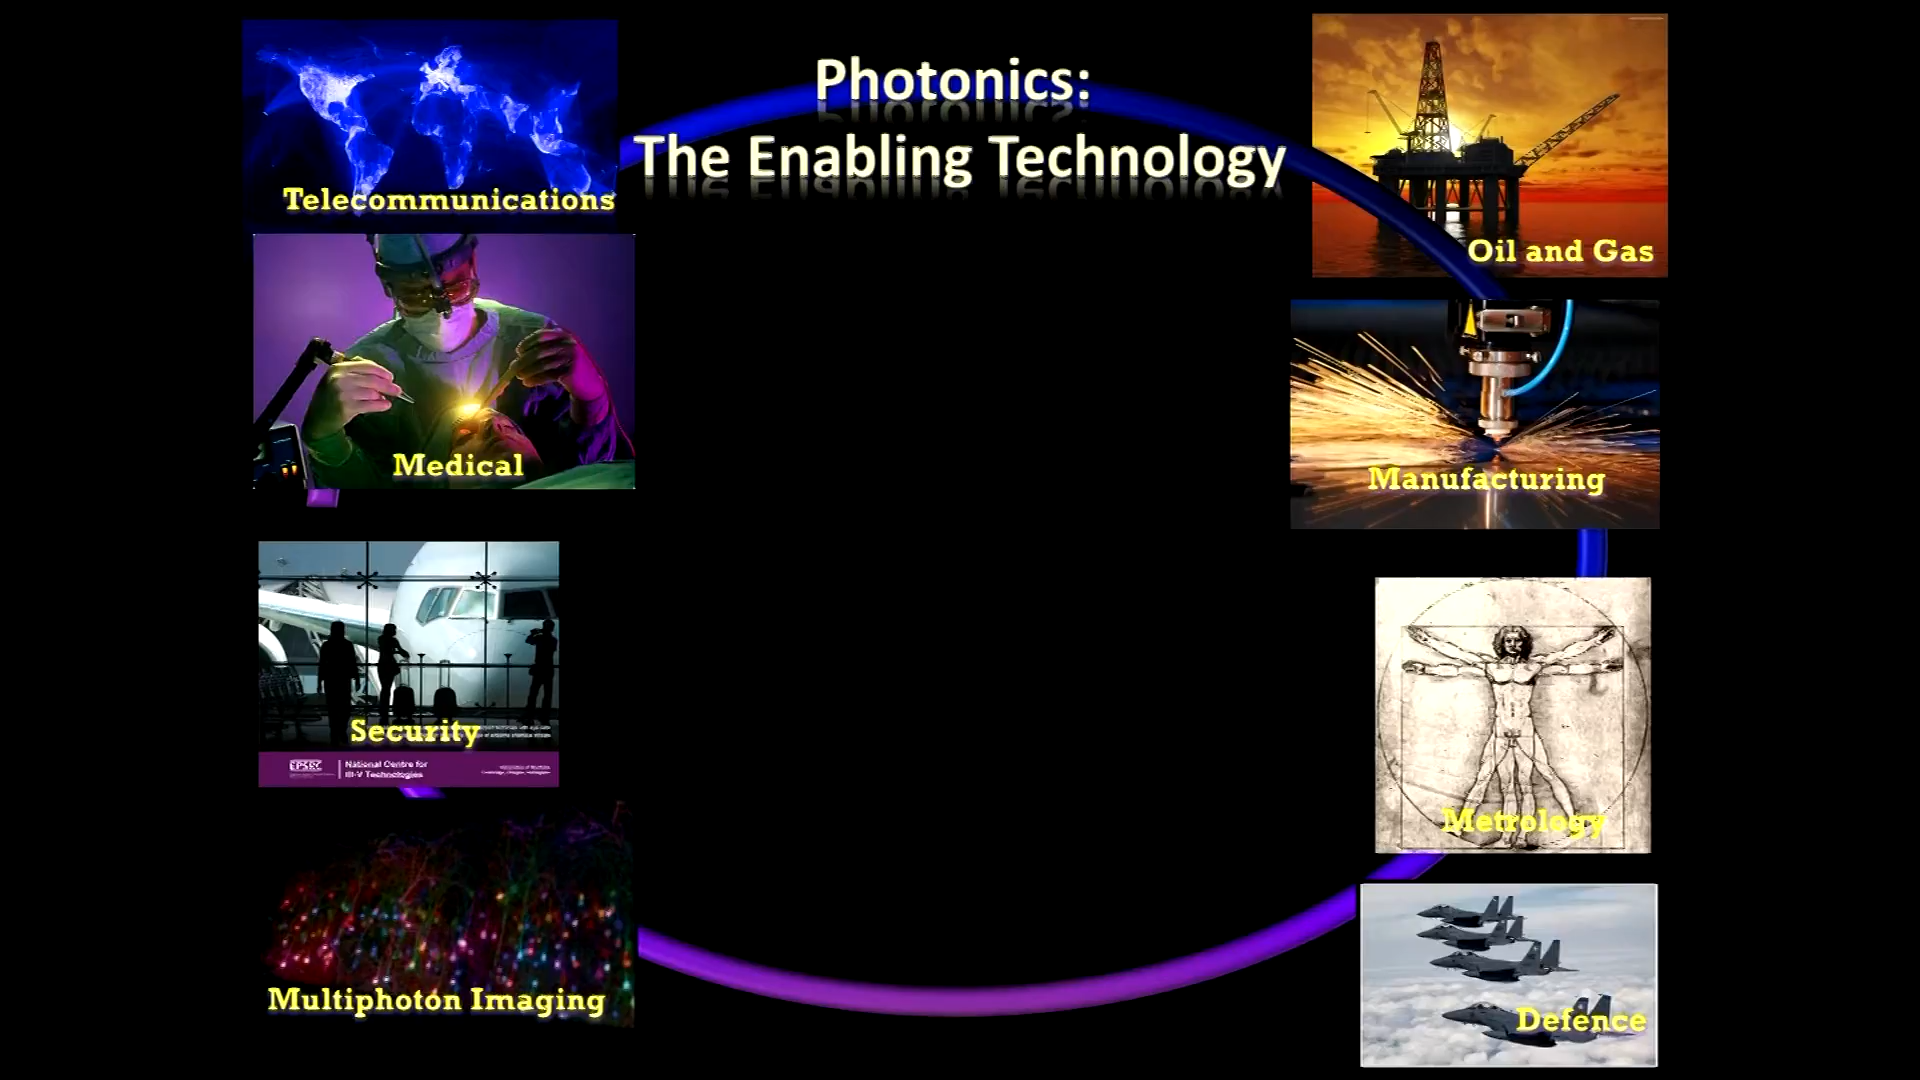 Photonics:
The Enabling Technology
Telecommunications
Oil and Gas
Medical
Manufacturing
Security
EPSRC
National Centre for
III-V Technologies
Metrology
Multiphoton Imaging
Defence